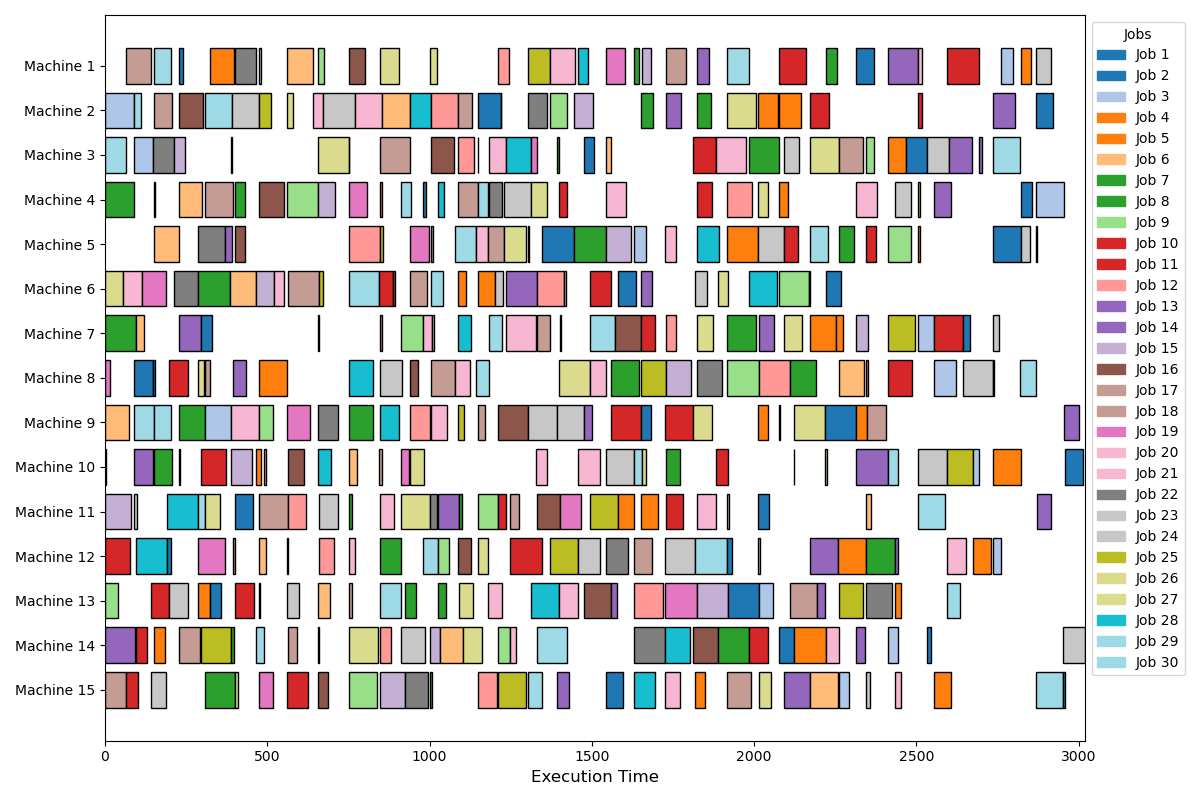 Machine 1
Machine 2
Machine 3
Machine 4
Machine 5
Machine 6
Machine 7
Machine 8
Machine 9
Machine 10
Machine 11
Machine 12
Machine 13
Machine 14
Machine 15
0 500 1000 1500 2000 2500 3000
Execution Time
Jobs
Job 1
Job 2
Job 3
Job 4
Job 5
Job 6
Job 7
Job 8
Job 9
Job 10
Job 11
Job 12
Job 13
Job 14
Job 15
Job 16
Job 17
Job 18
Job 19
Job 20
Job 21
Job 22
Job 23
Job 24
Job 25
Job 26
Job 27
Job 28
Job 29
Job 30